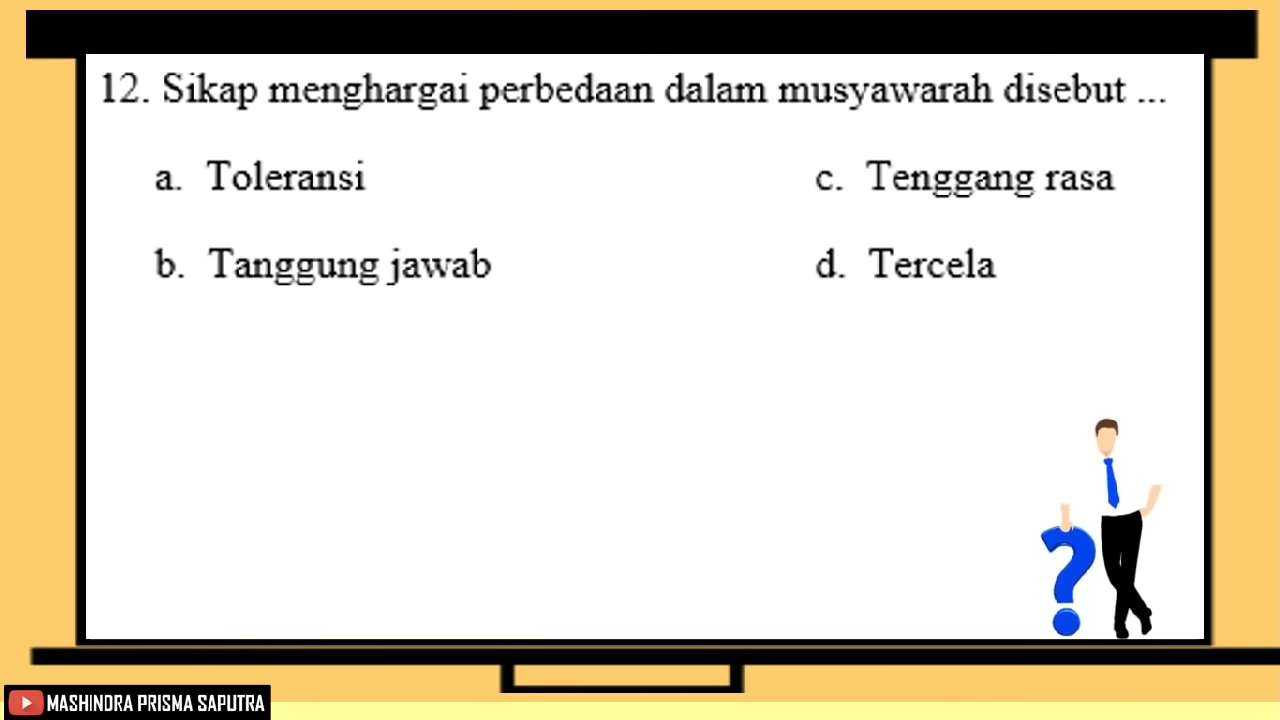 12. Sikap menghargai perbedaan dalam musyawarah disebut ...
a. Toleransi
b. Tanggung jawab
c. Tenggang rasa
d. Tercela
?
MASHINDRA PRISMA SAPUTRA